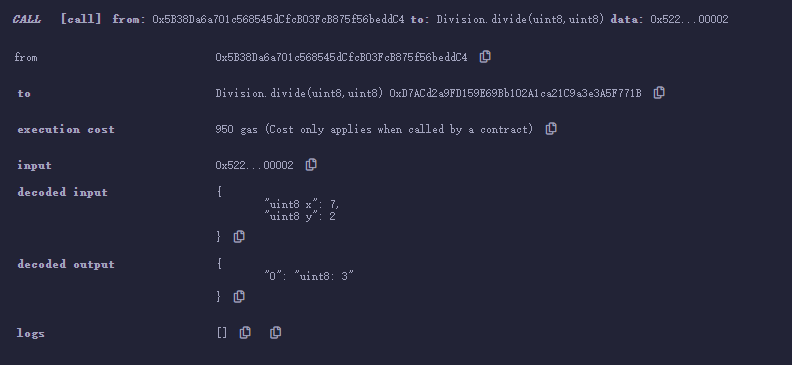 CALL [call] from: 0x5B38Da6a701c568545dCfcB03FcB875f56beddC4 to: Division.divide(uint8,uint8) data: 0x522...00002
from 0x5B38Da6a701c568545dCfcB03FcB875f56beddC4
to Division.divide(uint8,uint8) 0xD7ACd2a9FD159E69Bb102A1ca21C9a3e3A5F771B
execution cost 950 gas (Cost only applies when called by a contract)
input 0x522...00002
decoded input {
"uint8 x": 7,
"uint8 y": 2
}
decoded output {
"0": "uint8: 3"
}
logs []